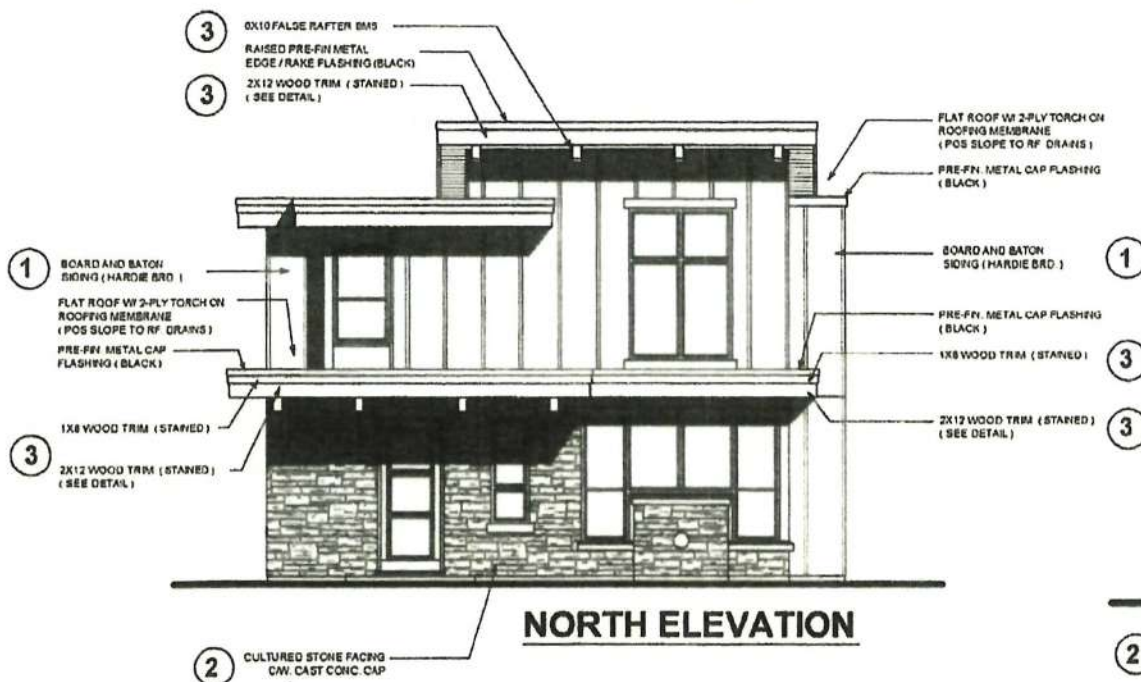 3
6X10 FALSE RAFTER BMS
RAISED PRE-FIN METAL
EDGE / RAKE FLASHING (BLACK)
3
2X12 WOOD TRIM ( STAINED )
( SEE DETAIL )
FLAT ROOF W/ 2-PLY TORCH ON
ROOFING MEMBRANE
( POS SLOPE TO RF DRAINS )
PRE-FIN. METAL CAP FLASHING
( BLACK )
1
BOARD AND BATON
SIDING ( HARDIE BRD. )
FLAT ROOF W/ 2-PLY TORCH ON
ROOFING MEMBRANE
( POS SLOPE TO RF DRAINS )
PRE-FIN. METAL CAP
FLASHING ( BLACK )
1X8 WOOD TRIM ( STAINED )
3
2X12 WOOD TRIM ( STAINED )
( SEE DETAIL )
BOARD AND BATON
SIDING ( HARDIE BRD. )
1
PRE-FIN. METAL CAP FLASHING
( BLACK )
1X8 WOOD TRIM ( STAINED )
3
2X12 WOOD TRIM ( STAINED )
( SEE DETAIL )
3
NORTH ELEVATION
2
CULTURED STONE FACING
C/W. CAST CONC. CAP
2